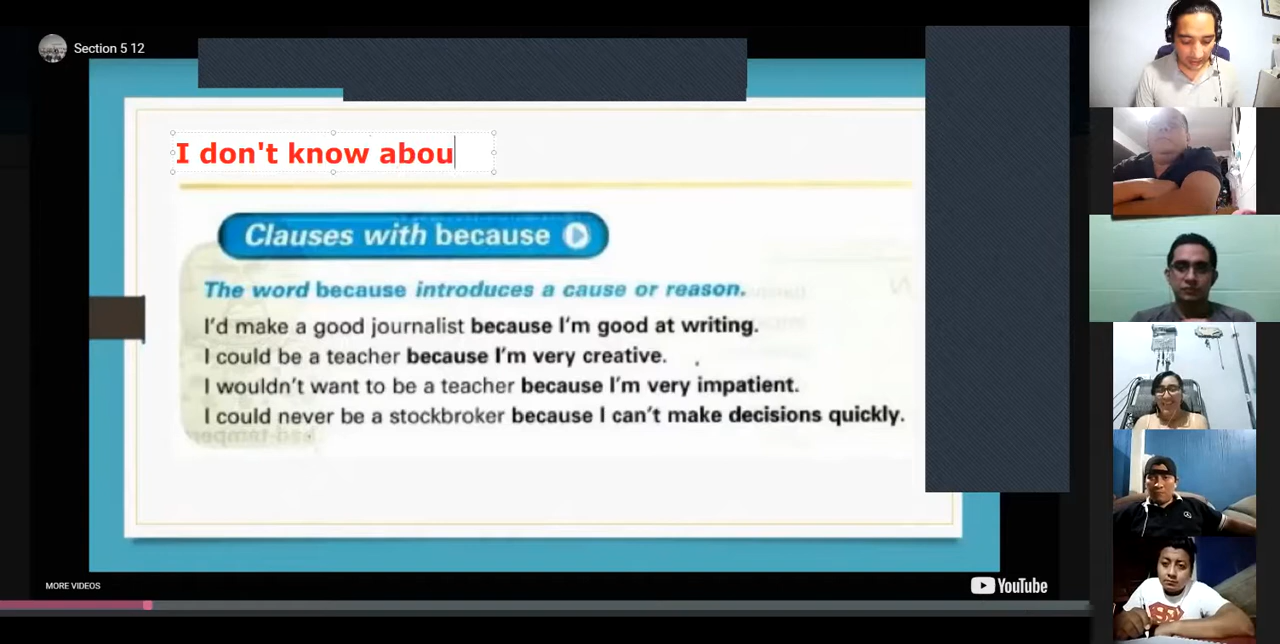 Section 5 12
I don't know abou
Clauses with because
The word because introduces a cause or reason.
I'd make a good journalist because I'm good at writing.
I could be a teacher because I'm very creative.
I wouldn't want to be a teacher because I'm very impatient.
I could never be a stockbroker because I can't make decisions quickly.
MORE VIDEOS
YouTube